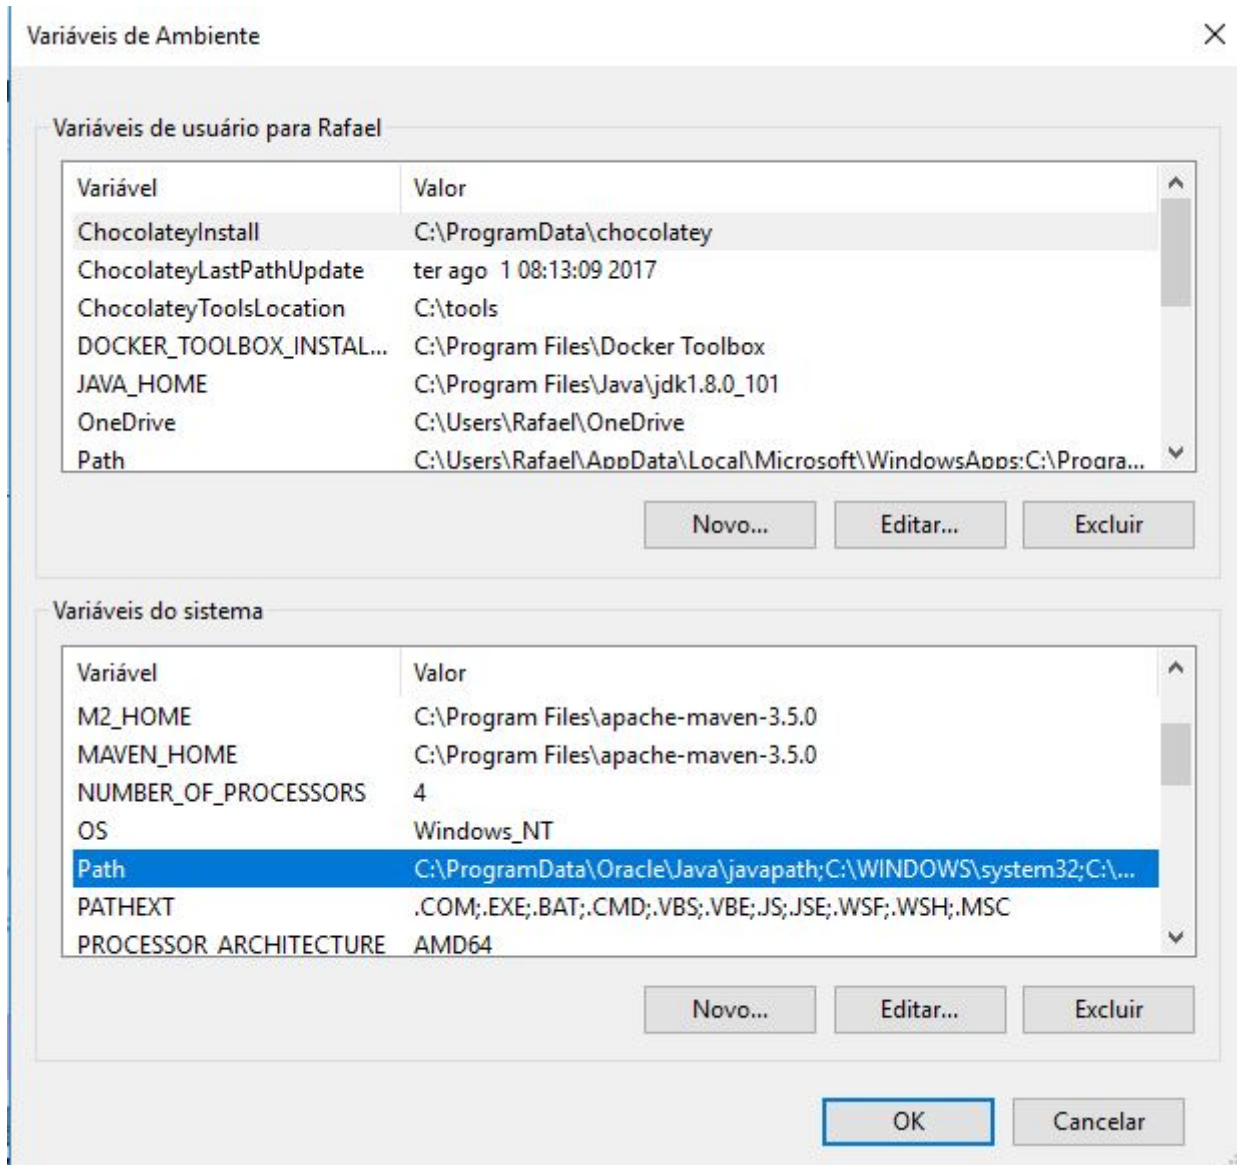 Variáveis de Ambiente
Variáveis de usuário para Rafael
Variável Valor
ChocolateyInstall C:\ProgramData\chocolatey
ChocolateyLastPathUpdate ter ago  1 08:13:09 2017
ChocolateyToolsLocation C:\tools
DOCKER_TOOLBOX_INSTAL... C:\Program Files\Docker Toolbox
JAVA_HOME C:\Program Files\Java\jdk1.8.0_101
OneDrive C:\Users\Rafael\OneDrive
Path C:\Users\Rafael\AppData\Local\Microsoft\WindowsApps;C:\Progra...
Novo... Editar... Excluir
Variáveis do sistema
Variável Valor
M2_HOME C:\Program Files\apache-maven-3.5.0
MAVEN_HOME C:\Program Files\apache-maven-3.5.0
NUMBER_OF_PROCESSORS 4
OS Windows_NT
Path C:\ProgramData\Oracle\Java\javapath;C:\WINDOWS\system32;C:\...
PATHEXT .COM;.EXE;.BAT;.CMD;.VBS;.VBE;.JS;.JSE;.WSF;.WSH;.MSC
PROCESSOR_ARCHITECTURE AMD64
Novo... Editar... Excluir
OK Cancelar